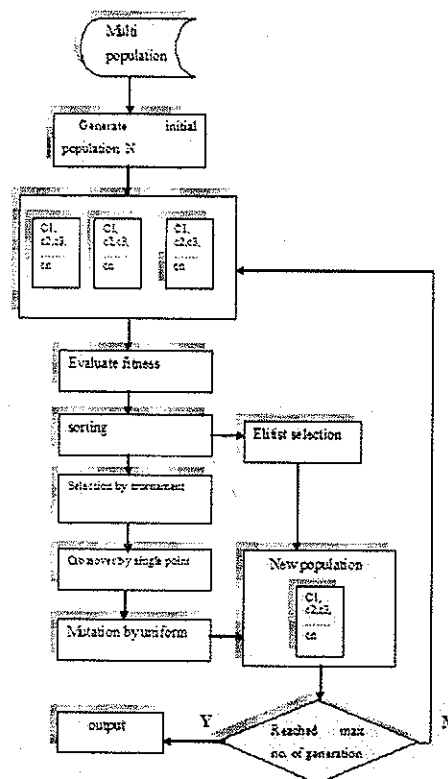 Multi
population
Generate initial
population N
C1,
c2,c3,
........
cn
C1,
c2,c3,
........
cn
C1,
c2,c3,
........
cn
Evaluate fitness
sorting
Elitist selection
Selection by tournament
Crossover by single point
New population
C1,
c2,c3,
........
cn
Mutation by uniform
Y
N
output
Reached max
no. of generation